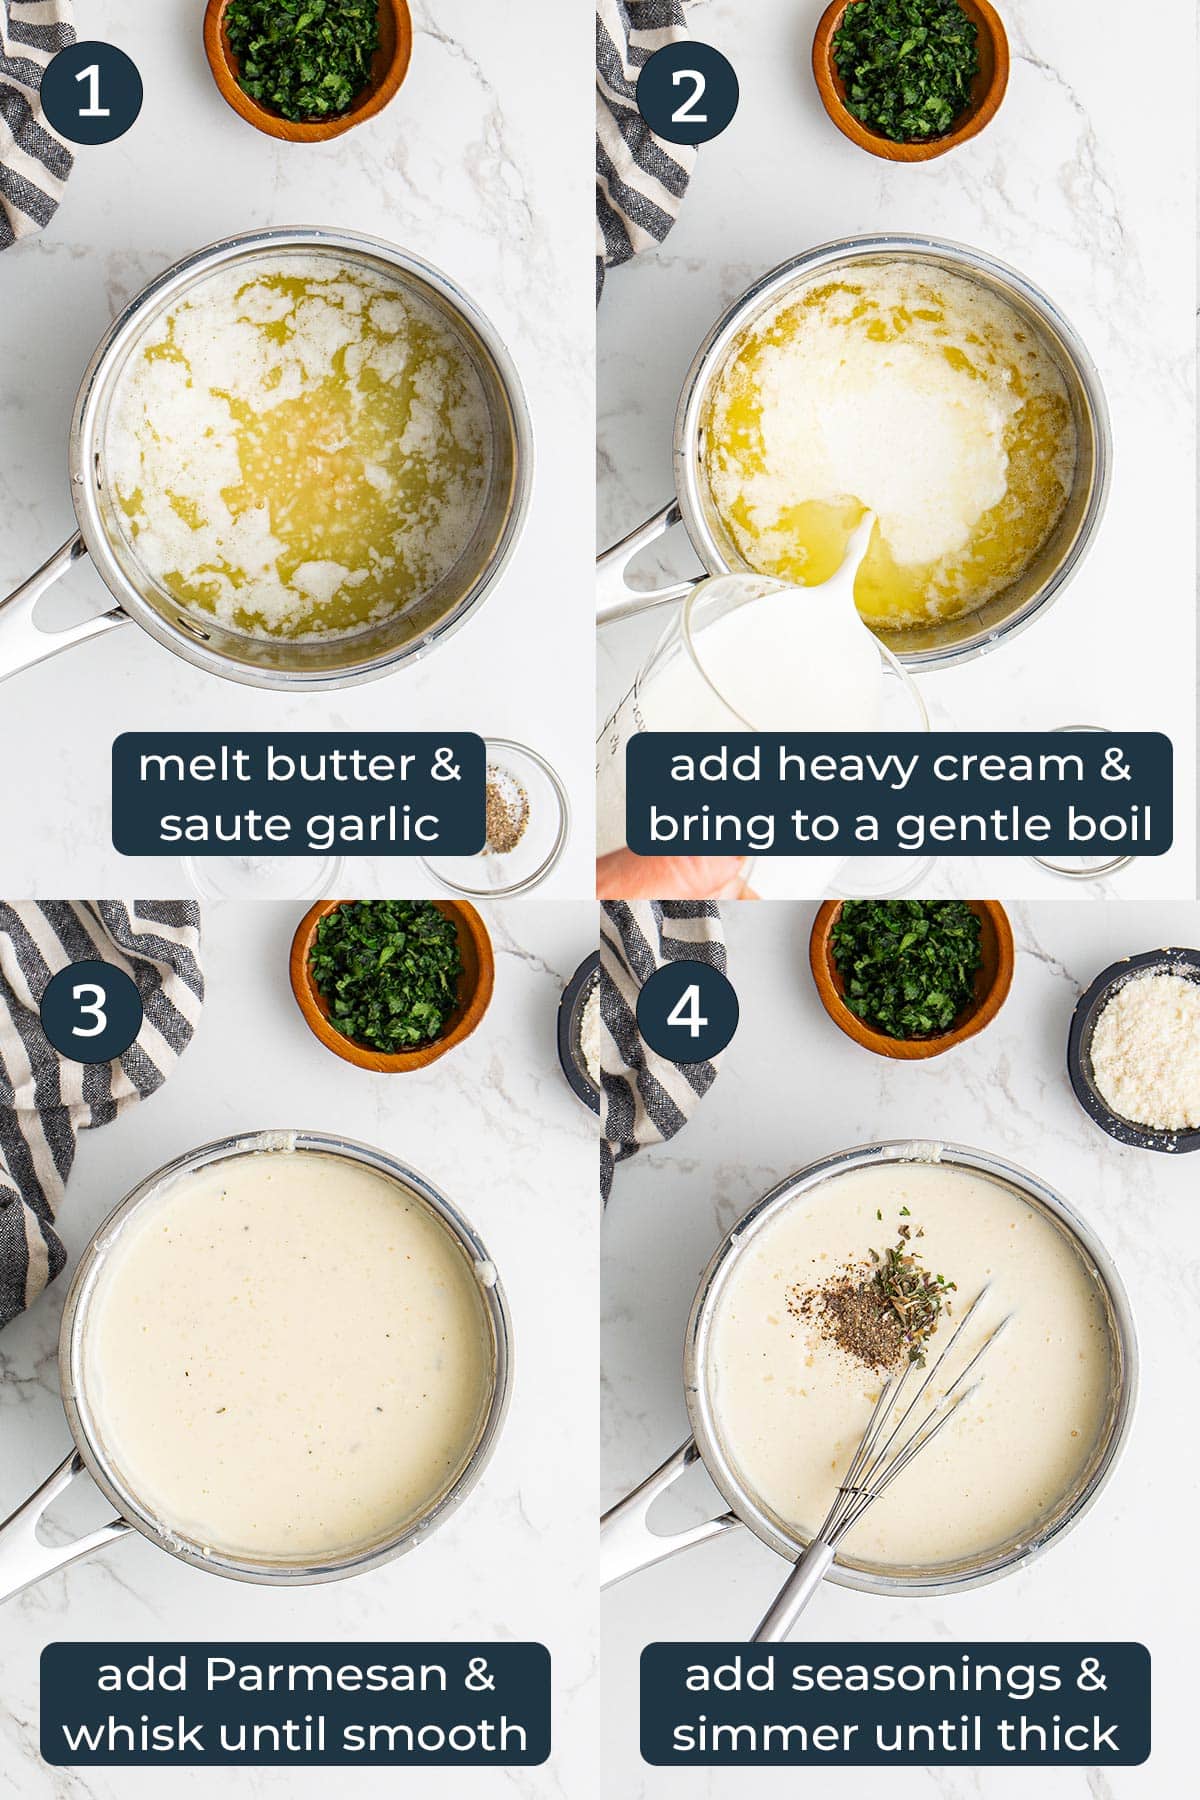 1
melt butter &
saute garlic
2
add heavy cream &
bring to a gentle boil
3
add Parmesan &
whisk until smooth
4
add seasonings &
simmer until thick